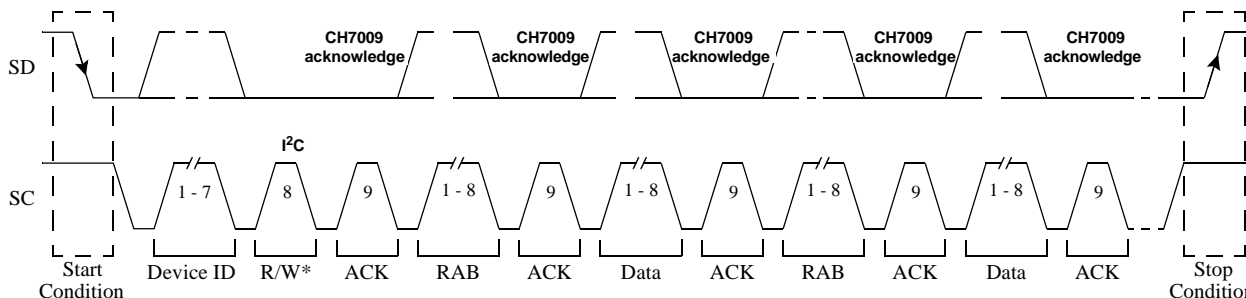 CH7009 acknowledge CH7009 acknowledge CH7009 acknowledge CH7009 acknowledge CH7009 acknowledge
SD
I²C
SC
1 - 7 8 9 1 - 8 9 1 - 8 9 1 - 8 9 1 - 8 9
Start Condition Device ID R/W* ACK RAB ACK Data ACK RAB ACK Data ACK Stop Condition